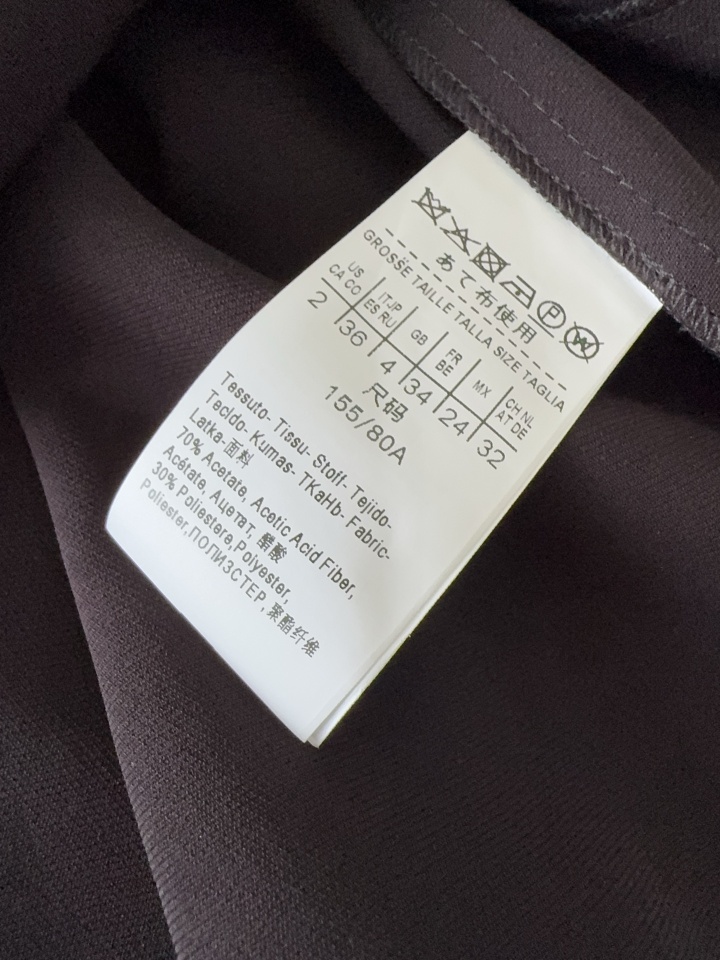 P W
あて布使用
GROSSE TAILLE TALLA SIZE TAGLIA
US CA CO IT JP ES RU GB FR BE MX CH NL AT DE
2 36 4 34 24 32
尺码
155/80A
Tessuto- Tissu- Stoff- Tejido-
Tecido- Kumas- TKaHb- Fabric-
Latka- 面料
70% Acetate, Acetic Acid Fiber,
Acétate, Ацетат, 醋酸
30% Poliestere, Polyester,
Poliester, ПОЛИЗСТЕР, 聚酯纤维